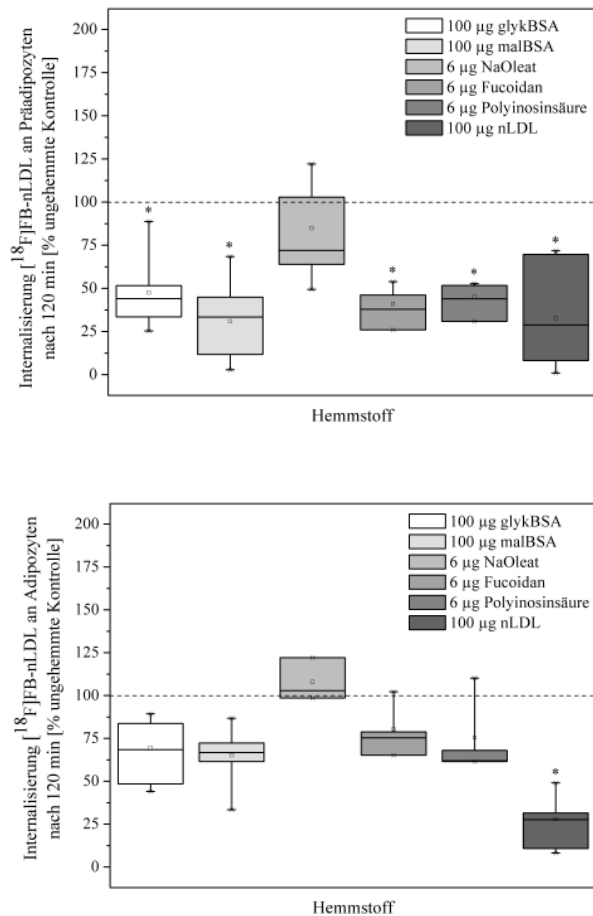 Internalisierung [¹⁸F]FB-nLDL an Präadipozyten
nach 120 min [% ungehemmte Kontrolle]
200
175
150
125
100
75
50
25
0
100 µg glykBSA
100 µg malBSA
6 µg NaOleat
6 µg Fucoidan
6 µg Polyinosinsäure
100 µg nLDL
*
*
*
*
*
Hemmstoff
Internalisierung [¹⁸F]FB-nLDL an Adipozyten
nach 120 min [% ungehemmte Kontrolle]
200
175
150
125
100
75
50
25
0
100 µg glykBSA
100 µg malBSA
6 µg NaOleat
6 µg Fucoidan
6 µg Polyinosinsäure
100 µg nLDL
*
Hemmstoff